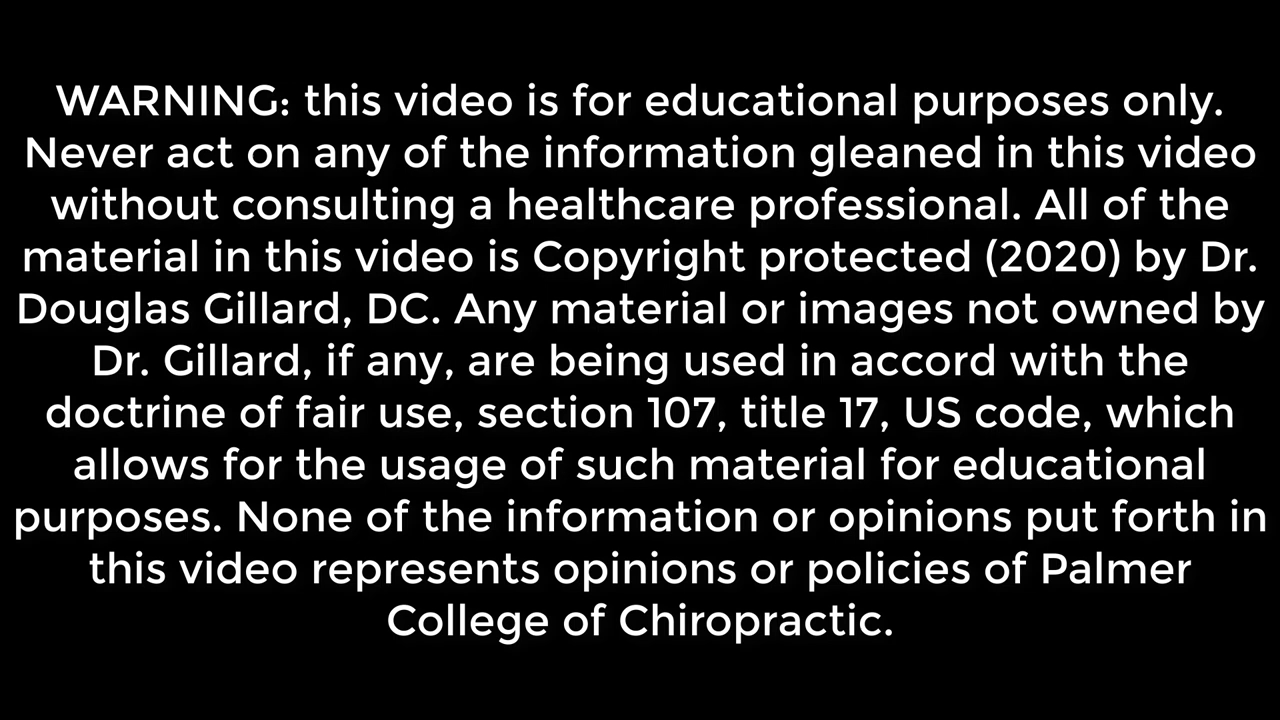 WARNING: this video is for educational purposes only.
Never act on any of the information gleaned in this video
without consulting a healthcare professional. All of the
material in this video is Copyright protected (2020) by Dr.
Douglas Gillard, DC. Any material or images not owned by
Dr. Gillard, if any, are being used in accord with the
doctrine of fair use, section 107, title 17, US code, which
allows for the usage of such material for educational
purposes. None of the information or opinions put forth in
this video represents opinions or policies of Palmer
College of Chiropractic.